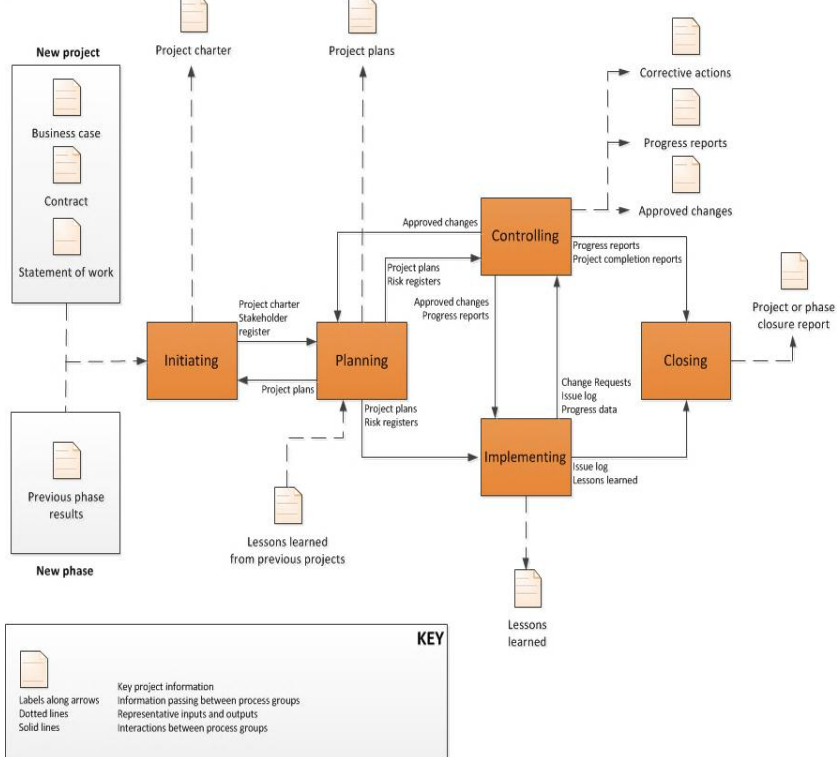 Project charter
Project plans
New project
Business case
Contract
Statement of work
Corrective actions
Progress reports
Approved changes
Approved changes
Controlling
Progress reports
Project completion reports
Project plans
Risk registers
Approved changes
Progress reports
Project or phase
closure report
Project charter
Stakeholder
register
Initiating
Planning
Closing
Project plans
Change Requests
Issue log
Progress data
Project plans
Risk registers
Implementing
Issue log
Lessons learned
Previous phase
results
New phase
Lessons learned
from previous projects
Lessons
learned
KEY
Key project information
Labels along arrows Information passing between process groups
Dotted lines Representative inputs and outputs
Solid lines Interactions between process groups